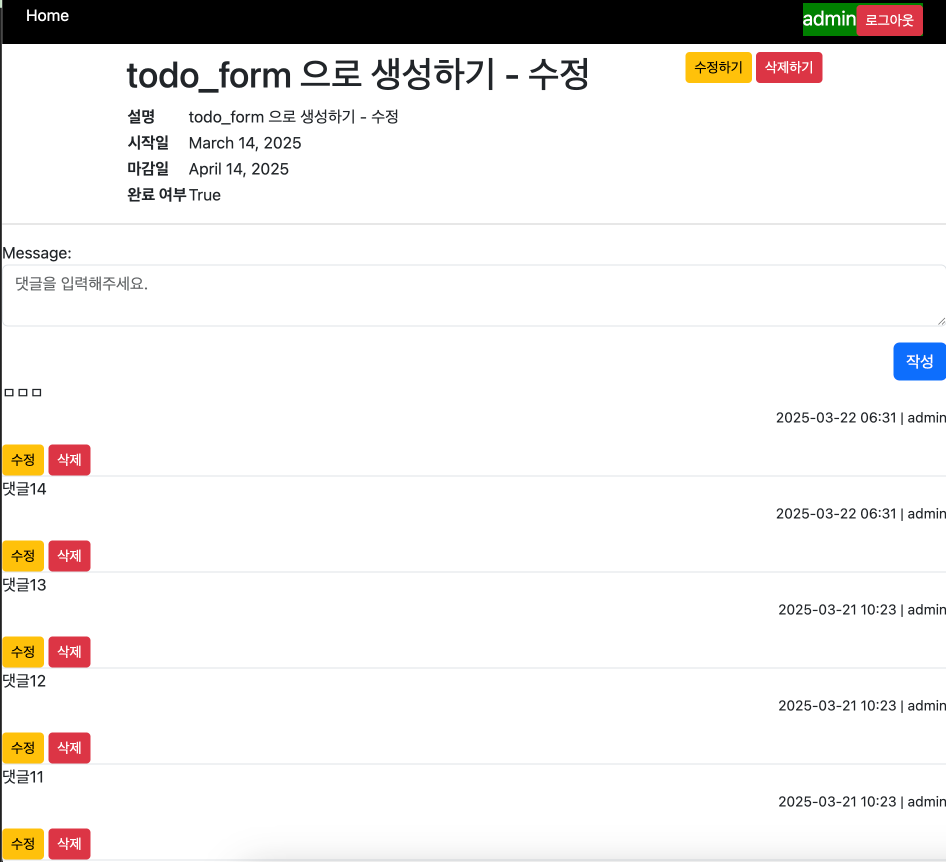 Home
admin 로그아웃
todo_form 으로 생성하기 - 수정
수정하기 삭제하기
설명 todo_form 으로 생성하기 - 수정
시작일 March 14, 2025
마감일 April 14, 2025
완료 여부 True
Message:
댓글을 입력해주세요.
작성
ㅁㅁㅁ
2025-03-22 06:31 | admin
수정 삭제
댓글14
2025-03-22 06:31 | admin
수정 삭제
댓글13
2025-03-21 10:23 | admin
수정 삭제
댓글12
2025-03-21 10:23 | admin
수정 삭제
댓글11
2025-03-21 10:23 | admin
수정 삭제